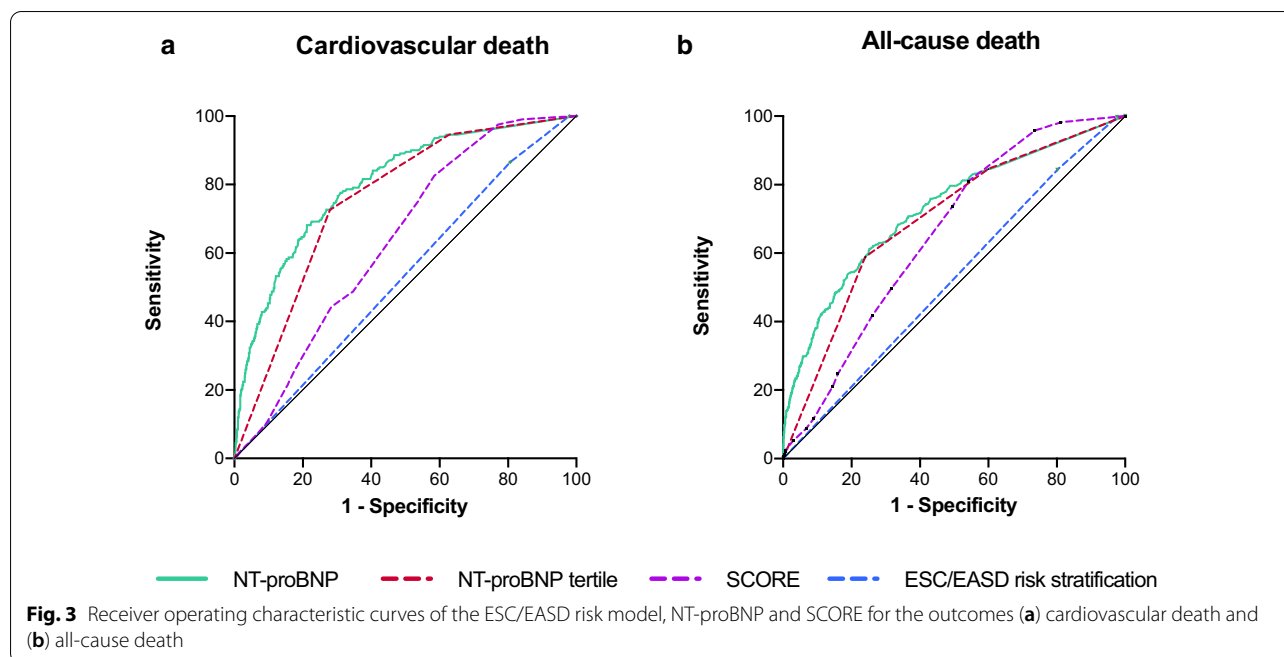 a Cardiovascular death
b All-cause death
100
80
60
40
20
0
Sensitivity
0 20 40 60 80 100
1 - Specificity
100
80
60
40
20
0
Sensitivity
0 20 40 60 80 100
1 - Specificity
NT-proBNP NT-proBNP tertile SCORE ESC/EASD risk stratification
Fig. 3 Receiver operating characteristic curves of the ESC/EASD risk model, NT-proBNP and SCORE for the outcomes (a) cardiovascular death and
(b) all-cause death